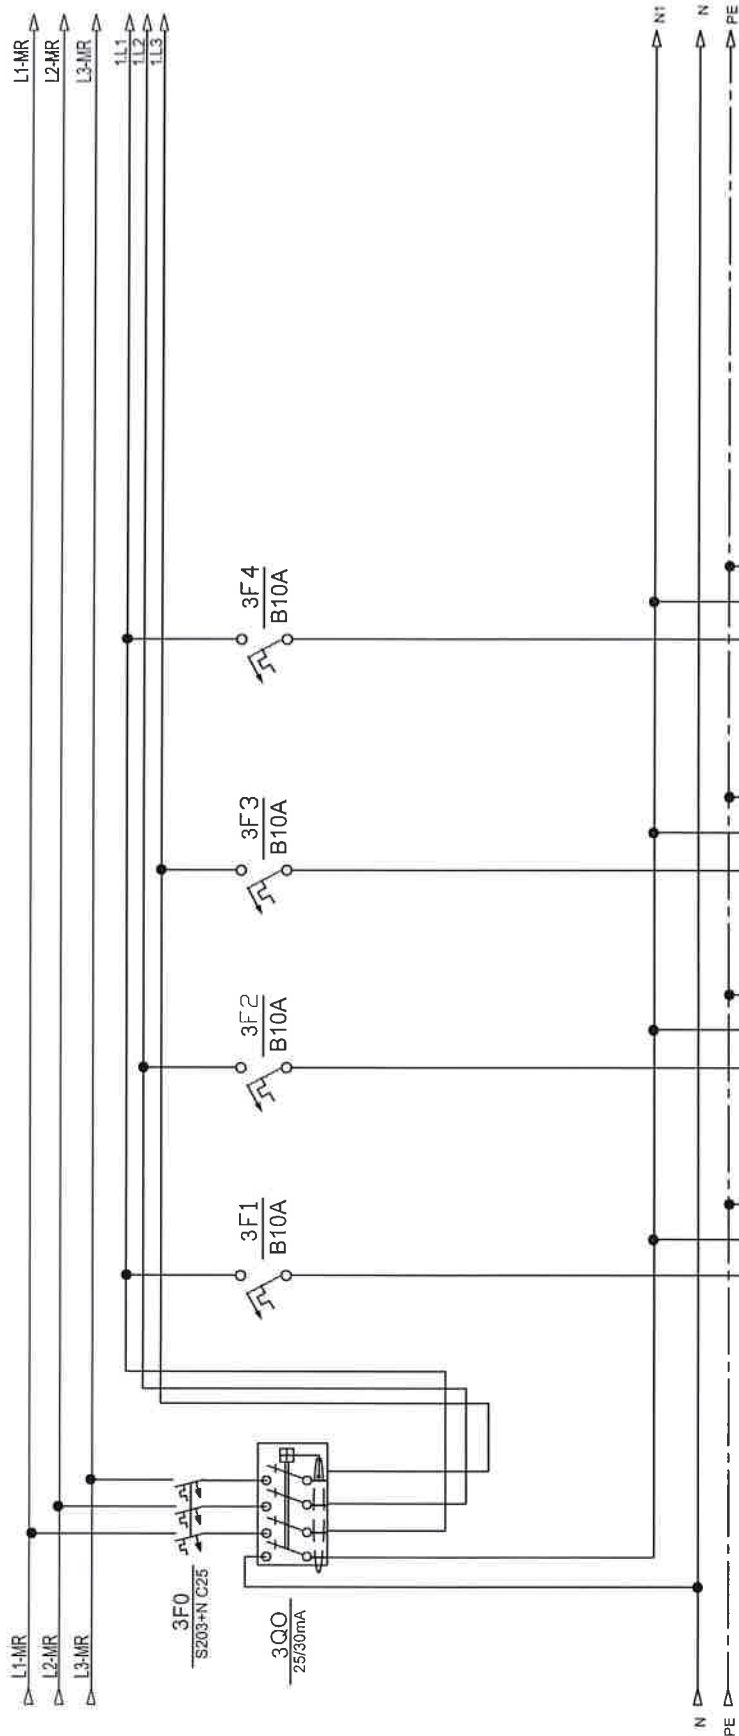 L1-MR
L2-MR
L3-MR
1.L1
1.L2
1.L3
N1
N
PE
3F4
B10A
3F3
B10A
3F2
B10A
3F1
B10A
3F0
S203+N C25
3Q0
25/30mA
L1-MR
L2-MR
L3-MR
N
PE